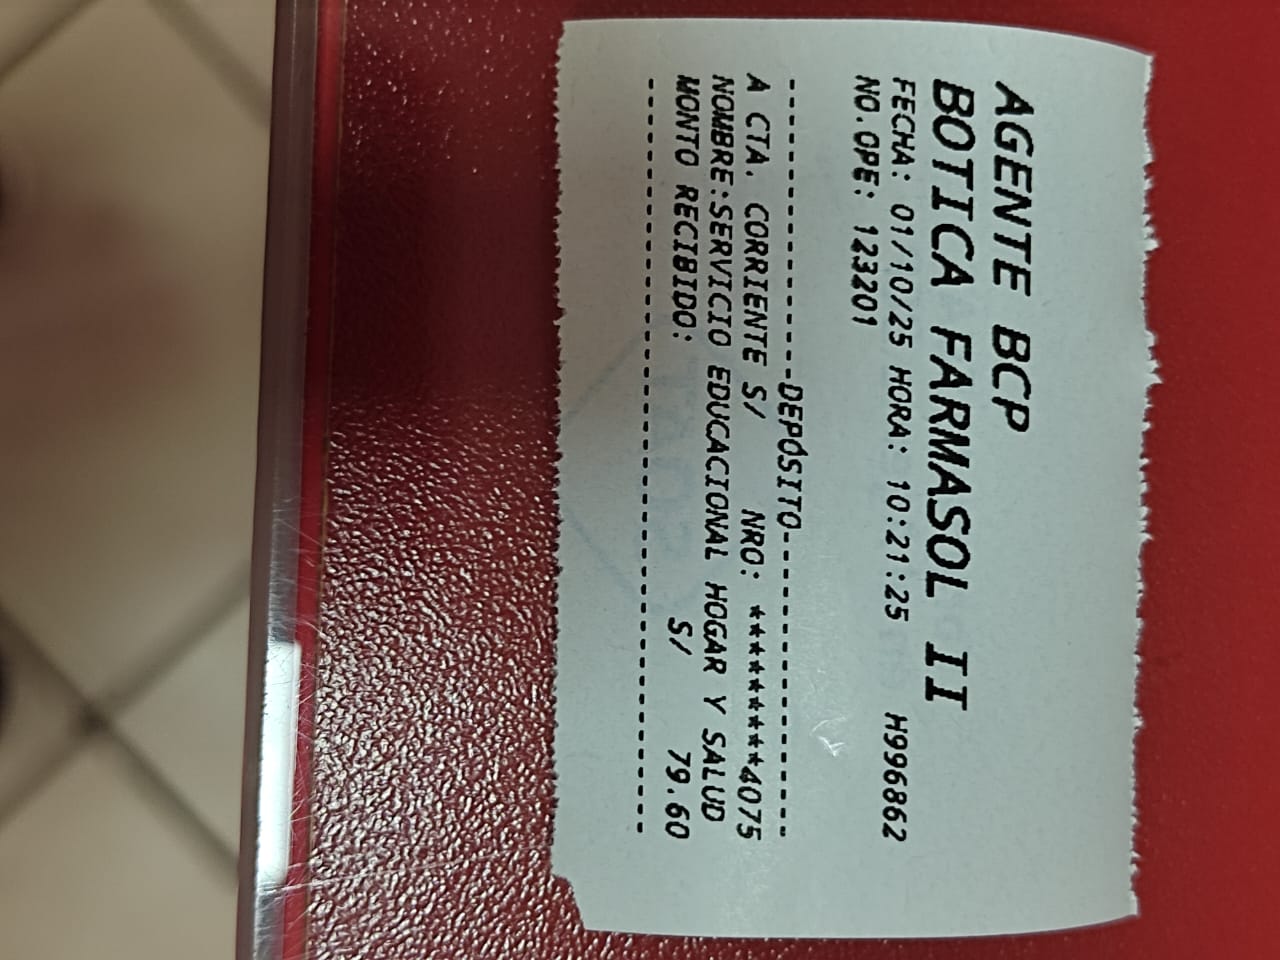 AGENTE BCP
BOTICA FARMASOL II
FECHA: 01/10/25 HORA: 10:21:25 H996862
NO.OPE: 123201
--------------------DEPÓSITO--------------------
A CTA. CORRIENTE S/ NRO: **********4075
NOMBRE:SERVICIO EDUCACIONAL HOGAR Y SALUD
MONTO RECIBIDO: S/ 79.60
------------------------------------------------